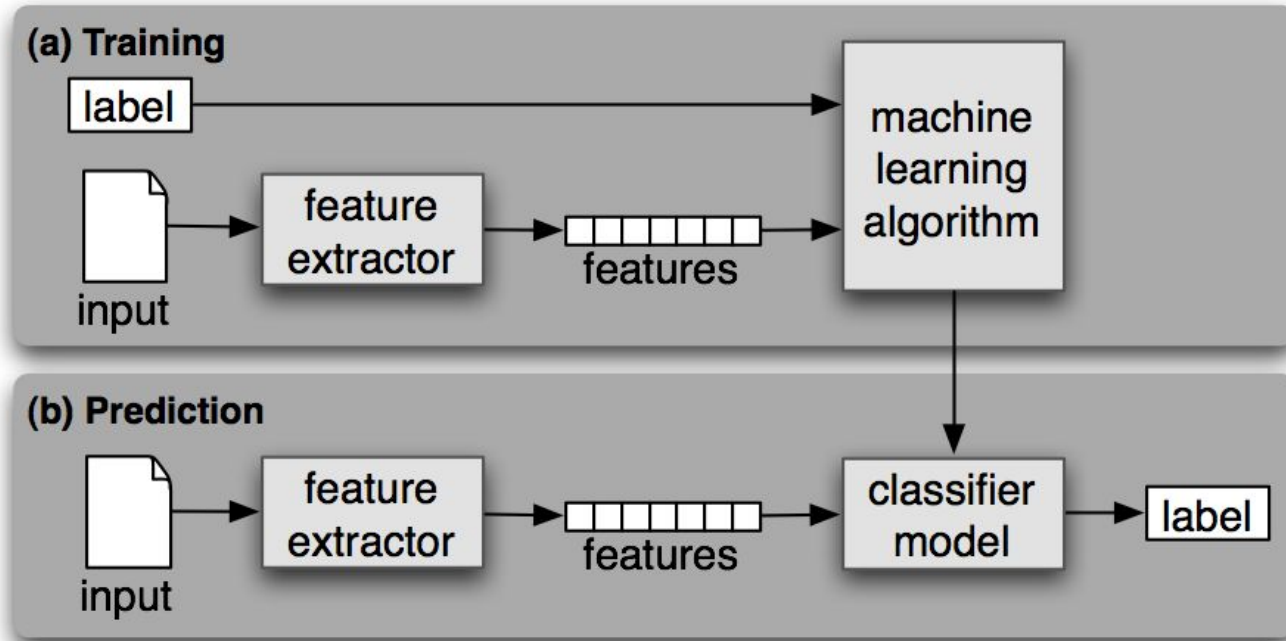 (a) Training
label
machine
learning
algorithm
feature
extractor
features
input
(b) Prediction
feature
extractor
features
input
classifier
model
label